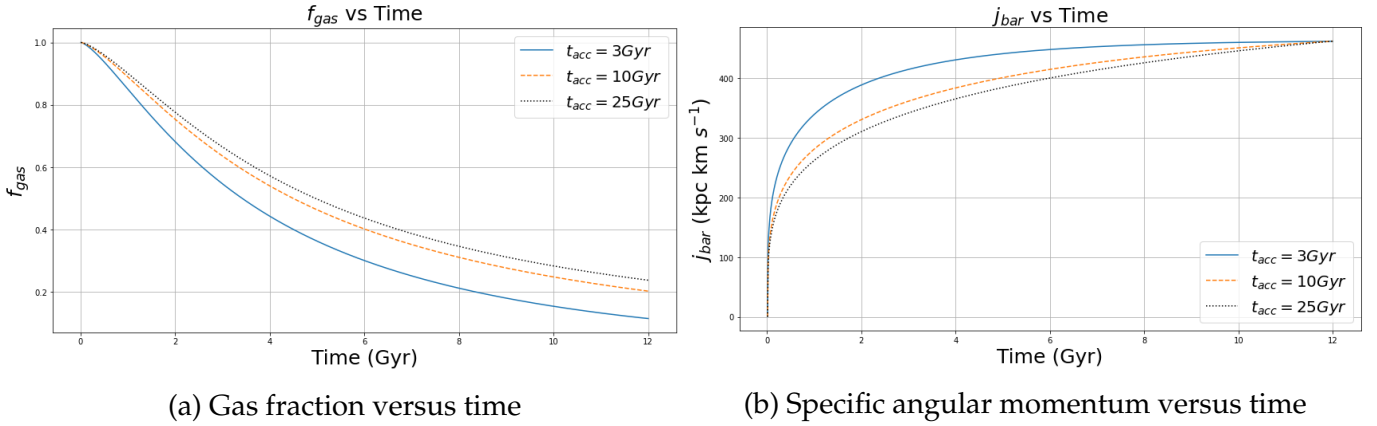 f_gas vs Time
1.0
0.8
0.6
0.4
0.2
f_gas
t_acc = 3Gyr
t_acc = 10Gyr
t_acc = 25Gyr
0 2 4 6 8 10 12
Time (Gyr)
(a) Gas fraction versus time
j_bar vs Time
400
300
200
100
0
j_bar (kpc km s⁻¹)
t_acc = 3Gyr
t_acc = 10Gyr
t_acc = 25Gyr
0 2 4 6 8 10 12
Time (Gyr)
(b) Specific angular momentum versus time